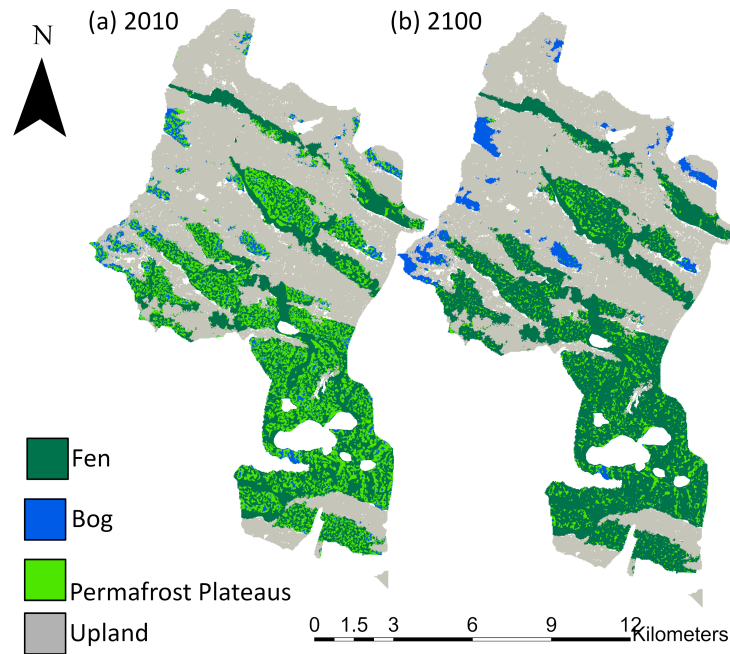 (a) 2010
(b) 2100
N
Fen
Bog
Permafrost Plateaus
Upland
0 1.5 3 6 9 12
Kilometers